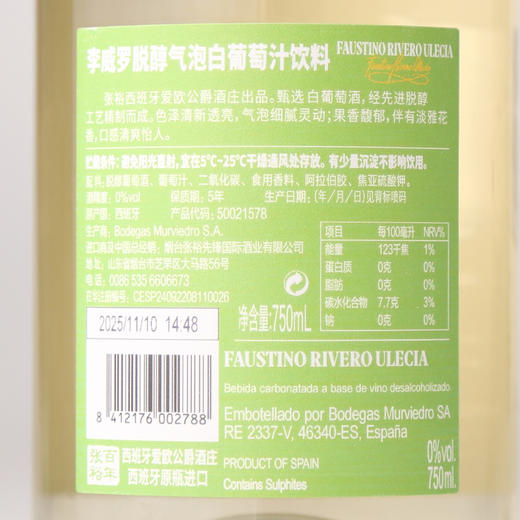 李威罗脱醇气泡白葡萄汁饮料
FAUSTINO RIVERO ULECIA
张裕西班牙爱欧公爵酒庄出品。甄选白葡萄酒，经先进脱醇
工艺精制而成。色泽清新透亮，气泡细腻灵动；果香馥郁，伴有淡雅花
香，口感清爽怡人。
贮藏条件：避免阳光直射，宜在5℃~25℃干燥通风处存放。有少量沉淀不影响饮用。
配料：脱醇葡萄酒、葡萄汁、二氧化碳、食用香料、阿拉伯胶、焦亚硫酸钾。
酒精度：0%vol 保质期：5年 生产日期：（年/月/日）见背标喷码
原产国：西班牙 产品代码：50021578
生产商：Bodegas Murviedro S.A.
进口商及中国总经销：烟台张裕先锋国际酒业有限公司
地址：山东省烟台市芝罘区大马路56号
电话：0086 535 6606673
在华注册编号：CESP24092208110026
项目 每100毫升 NRV%
能量 123千焦 1%
蛋白质 0克 0%
脂肪 0克 0%
碳水化合物 7.7克 3%
钠 0克 0%
2025/11/10 14:48
净含量:750mL
8 412176 002788
FAUSTINO RIVERO ULECIA
Bebida carbonatada a base de vino desalcoholizado.
Embotellado por Bodegas Murviedro SA
RE 2337-V, 46340-ES, España
PRODUCT OF SPAIN
Contains Sulphites
0%vol.
750mL
百年张裕
西班牙爱欧公爵酒庄
西班牙原瓶进口